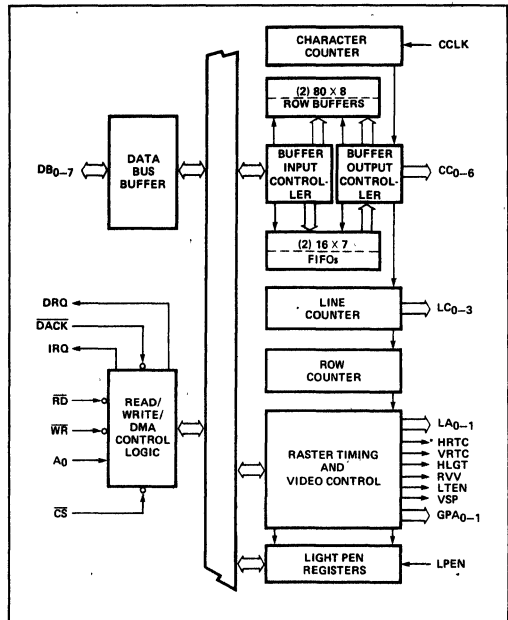 CHARACTER
COUNTER
CCLK
(2) 80 X 8
ROW BUFFERS
DB0–7
DATA
BUS
BUFFER
BUFFER
INPUT
CONTROL-
LER
BUFFER
OUTPUT
CONTROL-
LER
CC0–6
(2) 16 X 7
FIFOs
DRQ
DACK
IRQ
RD
WR
A0
CS
READ/
WRITE/
DMA
CONTROL
LOGIC
LINE
COUNTER
LC0–3
ROW
COUNTER
RASTER TIMING
AND
VIDEO CONTROL
LA0–1
HRTC
VRTC
HLGT
RVV
LTEN
VSP
GPA0–1
LIGHT PEN
REGISTERS
LPEN